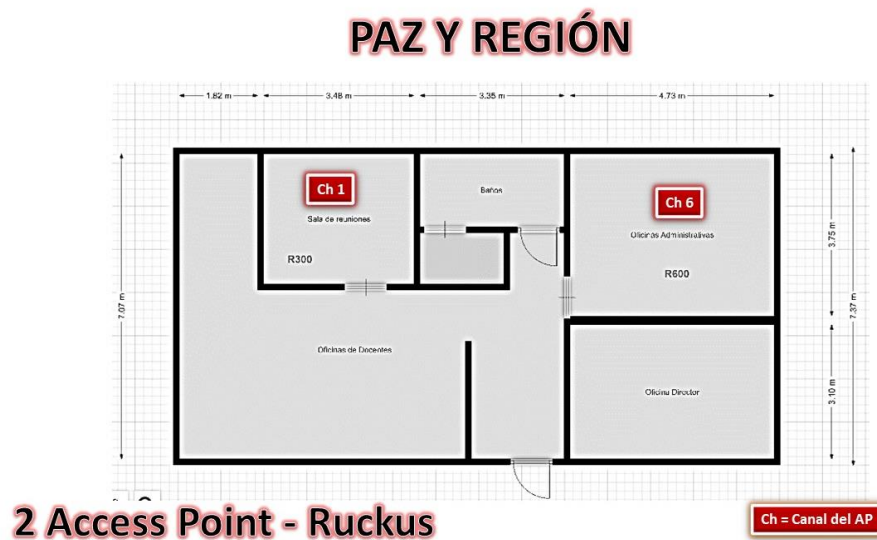 PAZ Y REGIÓN
1.82 m
3.48 m
3.35 m
4.73 m
Ch 1
Sala de reuniones
R300
Baños
Ch 6
Oficinas Administrativas
R600
7.07 m
3.75 m
7.37 m
3.10 m
Oficinas de Docentes
Oficina Director
2 Access Point - Ruckus
Ch = Canal del AP